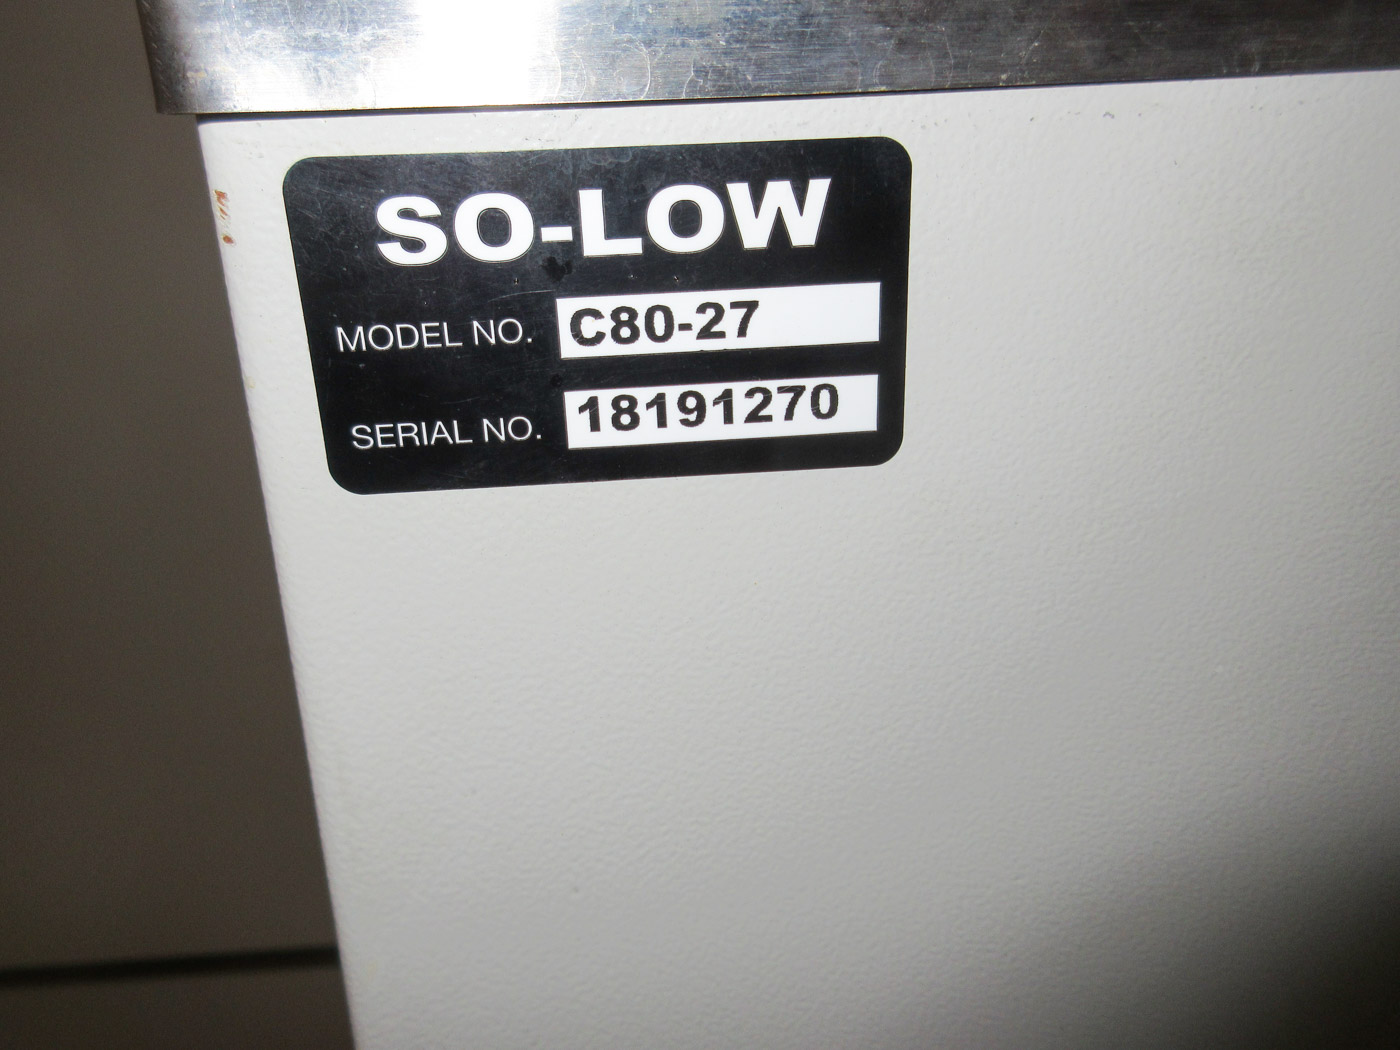 SO-LOW
MODEL NO. C80-27
SERIAL NO. 18191270